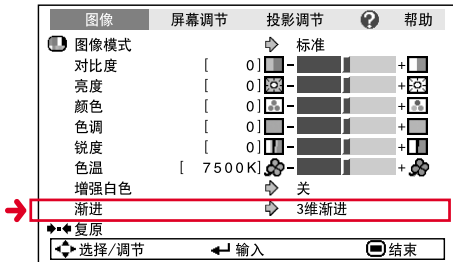 图像 屏幕调节 投影调节 ? 帮助
图像模式 标准
对比度 [ 0] - +
亮度 [ 0] - +
颜色 [ 0] - +
色调 [ 0] - +
锐度 [ 0] - +
色温 [ 7500K] - +
增强白色 关
渐进 3维渐进
复原
选择/调节 输入 结束